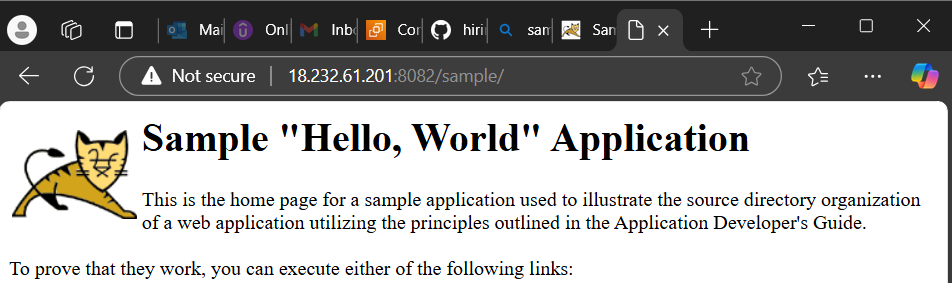 Mai Onl Inb Cor hiri sam San
Not secure 18.232.61.201:8082/sample/
Sample "Hello, World" Application
This is the home page for a sample application used to illustrate the source directory organization
of a web application utilizing the principles outlined in the Application Developer's Guide.
To prove that they work, you can execute either of the following links: